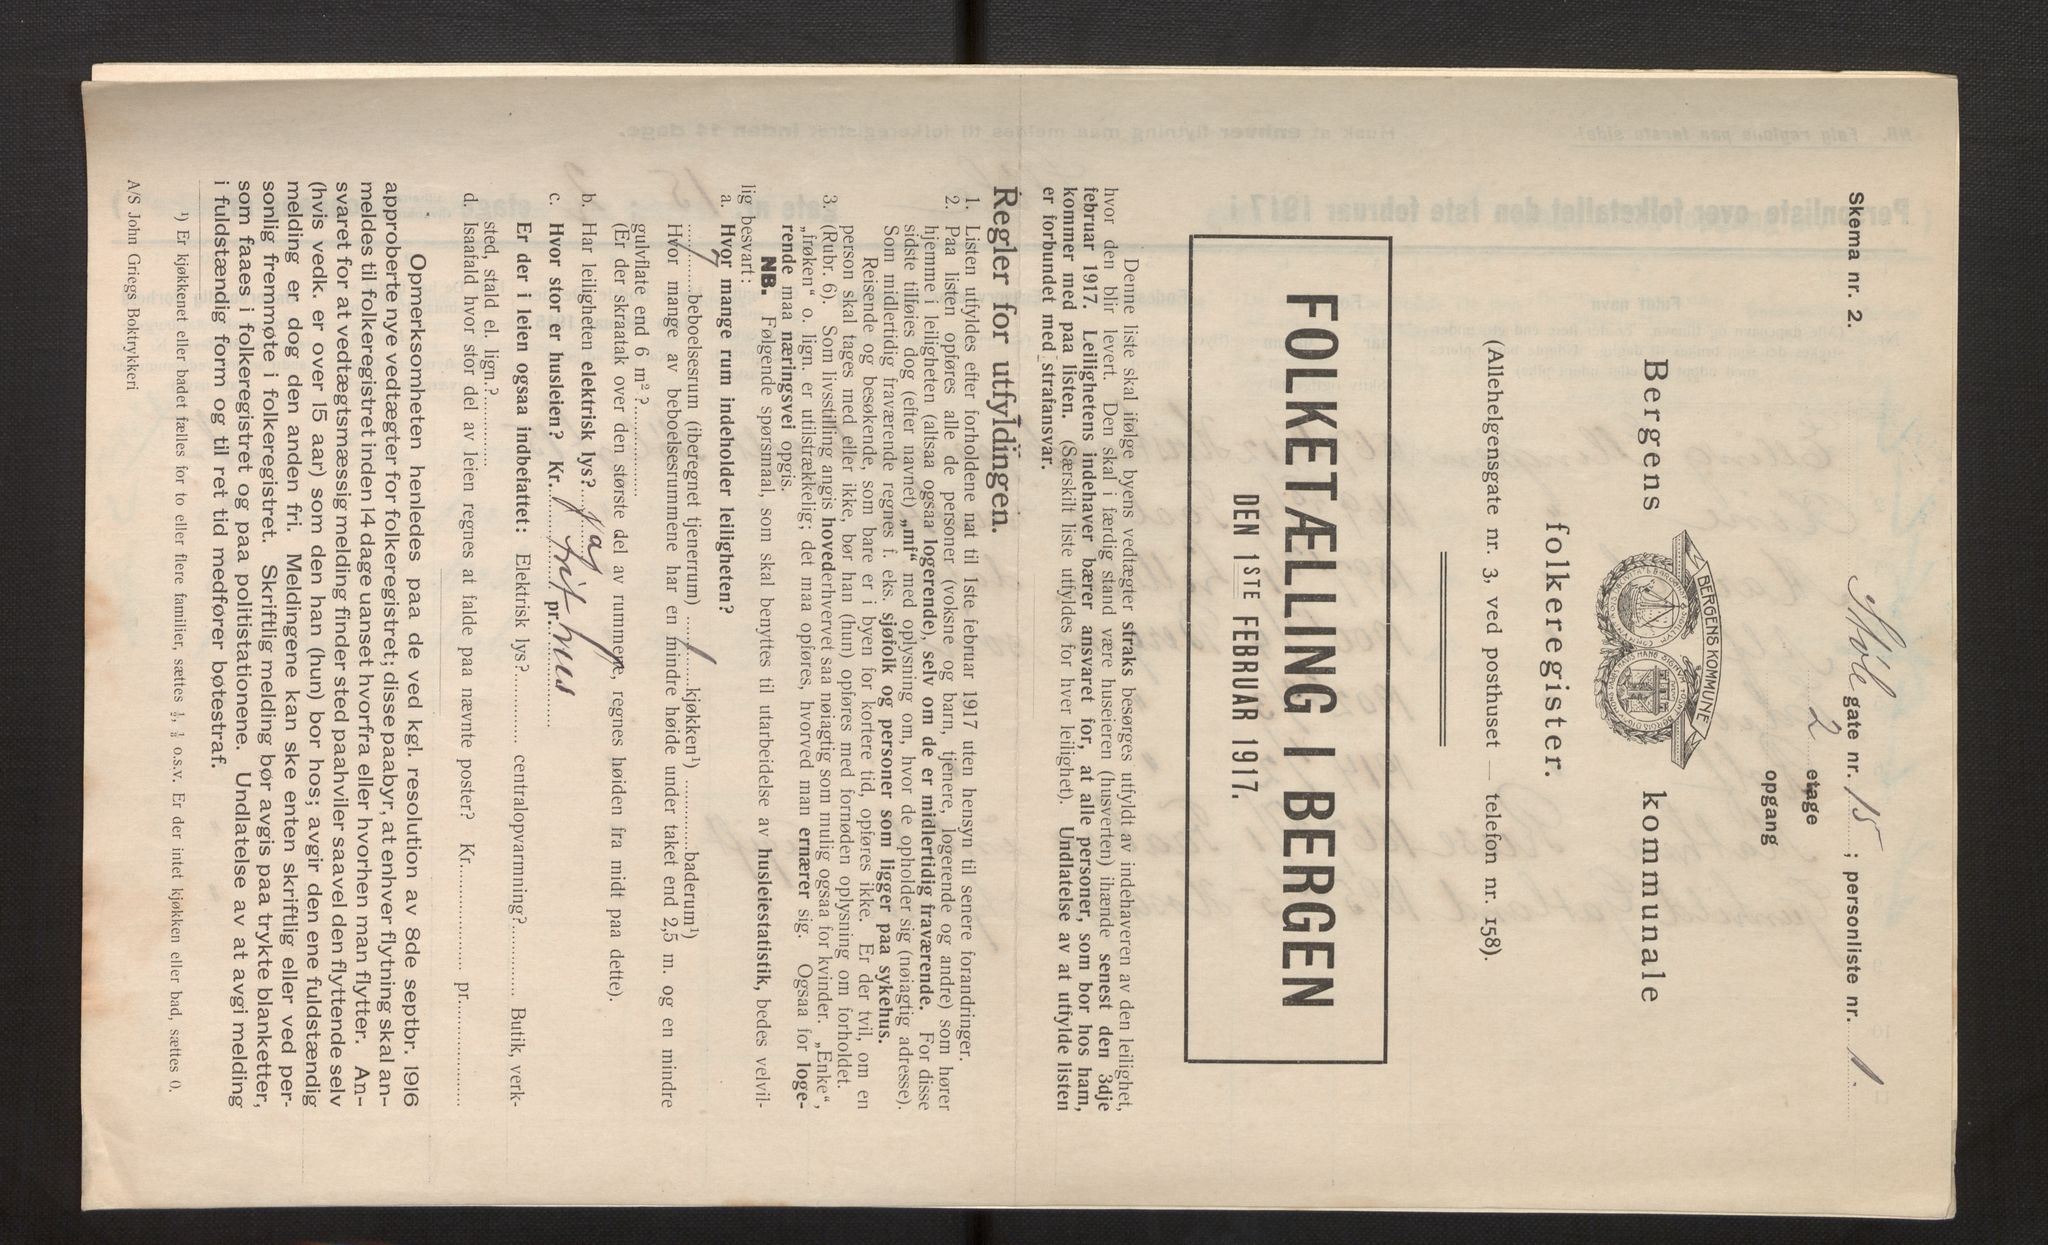 Skema nr. 2.
Støle gate nr. 15; personliste nr. 1.
2 etage
opgang
BERGENS KOMMUNE
Bergens kommunale
folkeregister.
(Allehelgensgate nr. 3, ved posthuset — telefon nr. 158).
FOLKETÆLLING I BERGEN
DEN 1STE FEBRUAR 1917.
Denne liste skal ifølge byens vedtægter straks besørges utfyldt av indehaveren av den leilighet,
hvor den blir levert. Den skal i færdig stand være huseieren (husverten) ihænde senest den 3dje
februar 1917. Leilighetens indehaver bærer ansvaret for, at alle personer, som bor hos ham,
kommer med paa listen. (Særskilt liste utfyldes for hver leilighet). Undlatelse av at utfylde listen
er forbundet med strafansvar.
Regler for utfyldingen.
1. Listen utfyldes efter forholdene nat til 1ste februar 1917 uten hensyn til senere forandringer.
2. Paa listen opføres alle de personer (voksne og barn, tjenere, logerende og andre) som hører
hjemme i leiligheten (altsaa ogsaa logerende), selv om de er midlertidig fraværende. For disse
sidste tilføies dog (efter navnet) „mf“ med oplysning om, hvor de opholder sig (nøiagtig adresse).
Som midlertidig fraværende regnes f. eks. sjøfolk og personer som ligger paa sykehus.
Reisende og besøkende, som bare er i byen for kortere tid, opføres ikke. Er der tvil, om en
person skal tages med eller ikke, bør han (hun) opføres med fornøden oplysning om forholdet.
3. (Rubr. 6). Som livsstilling angis hovederhvervet saa nøiagtig som mulig ogsaa for kvinder. „Enke“,
„frøken“ o. lign. er utilstrækkelig; det maa opføres, hvorved man ernærer sig. Ogsaa for loge-
rende maa næringsvei opgis.
NB. Følgende spørsmaal, som skal benyttes til utarbeidelse av husleiestatistik, bedes velvil-
lig besvart:
a. Hvor mange rum indeholder leiligheten?
7 beboelsesrum (iberegnet tjenerrum) 1 kjøkken¹) baderum¹)
Hvor mange av beboelsesrummene har en mindre høide under taket end 2,5 m. og en mindre
gulvflate end 6 m²?
(Er der skraatak over den største del av rummene, regnes høiden fra midt paa dette).
b. Har leiligheten elektrisk lys? Ja
c. Hvor stor er husleien? Kr. frit hus pr.
Er der i leien ogsaa indbefattet: Elektrisk lys? centralopvarmning? Butik, verk-
sted, stald el. lign.?
d. Isaafald hvor stor del av leien regnes at falde paa nævnte poster? Kr. pr.
Opmerksomheten henledes paa de ved kgl. resolution av 8de septbr. 1916
approberte nye vedtægter for folkeregistret; disse paabyr, at enhver flytning skal an-
meldes til folkeregistret inden 14 dage uanset hvorfra eller hvorhen man flytter. An-
svaret for at vedtægtsmæssig melding finder sted paahviler saavel den flyttende selv
(hvis vedk. er over 15 aar) som den han (hun) bor hos; avgir den ene fuldstændig
melding er dog den anden fri. Meldingene kan ske enten skriftlig eller ved per-
sonlig fremmøte i folkeregistret. Skriftlig melding bør avgis paa trykte blanketter,
som faaes i folkeregistret og paa politistationene. Undlatelse av at avgi melding
i fuldstændig form og til ret tid medfører bøtestraf.
¹) Er kjøkkenet eller badet fælles for to eller flere familier, sættes ½, ⅓ o.s.v. Er der intet kjøkken eller bad, sættes 0.
A/S John Griegs Boktrykkeri